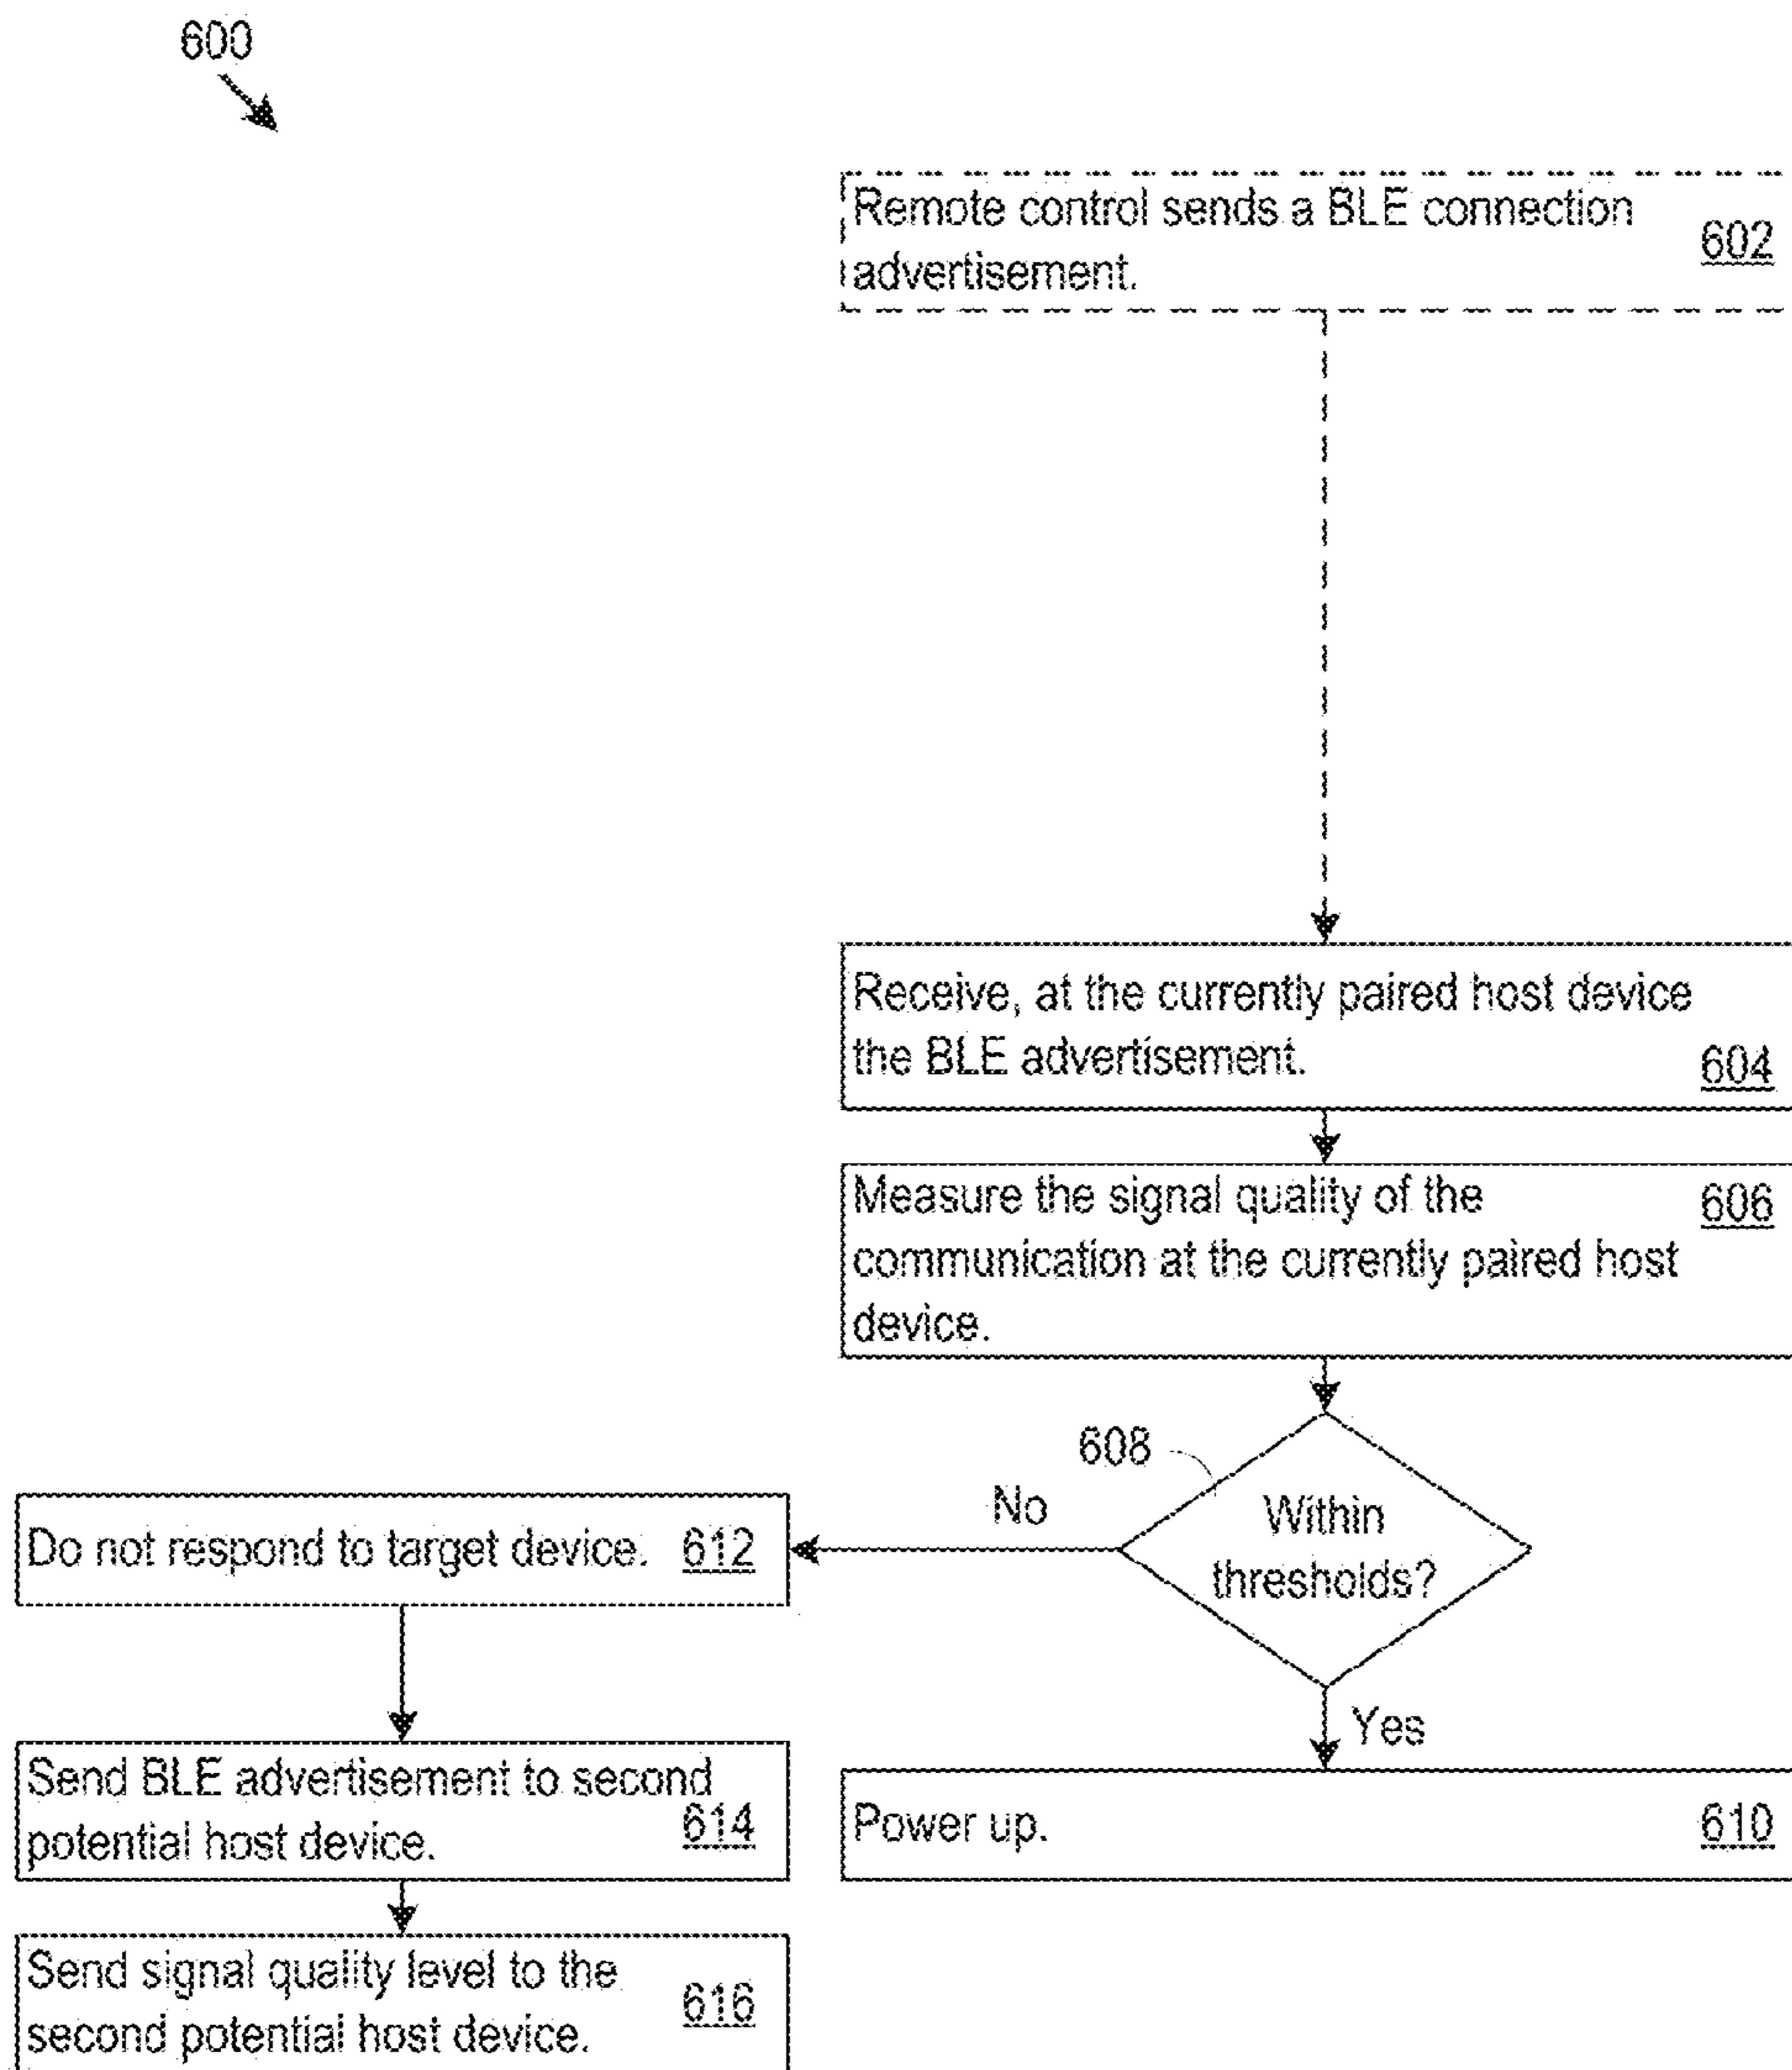 600
Remote control sends a BLE connection
advertisement.
602
Receive, at the currently paired host device
the BLE advertisement.
604
Measure the signal quality of the
communication at the currently paired host
device.
606
608
Within
thresholds?
No
Yes
Do not respond to target device. 612
Send BLE advertisement to second
potential host device.
614
Power up. 610
Send signal quality level to the
second potential host device.
616